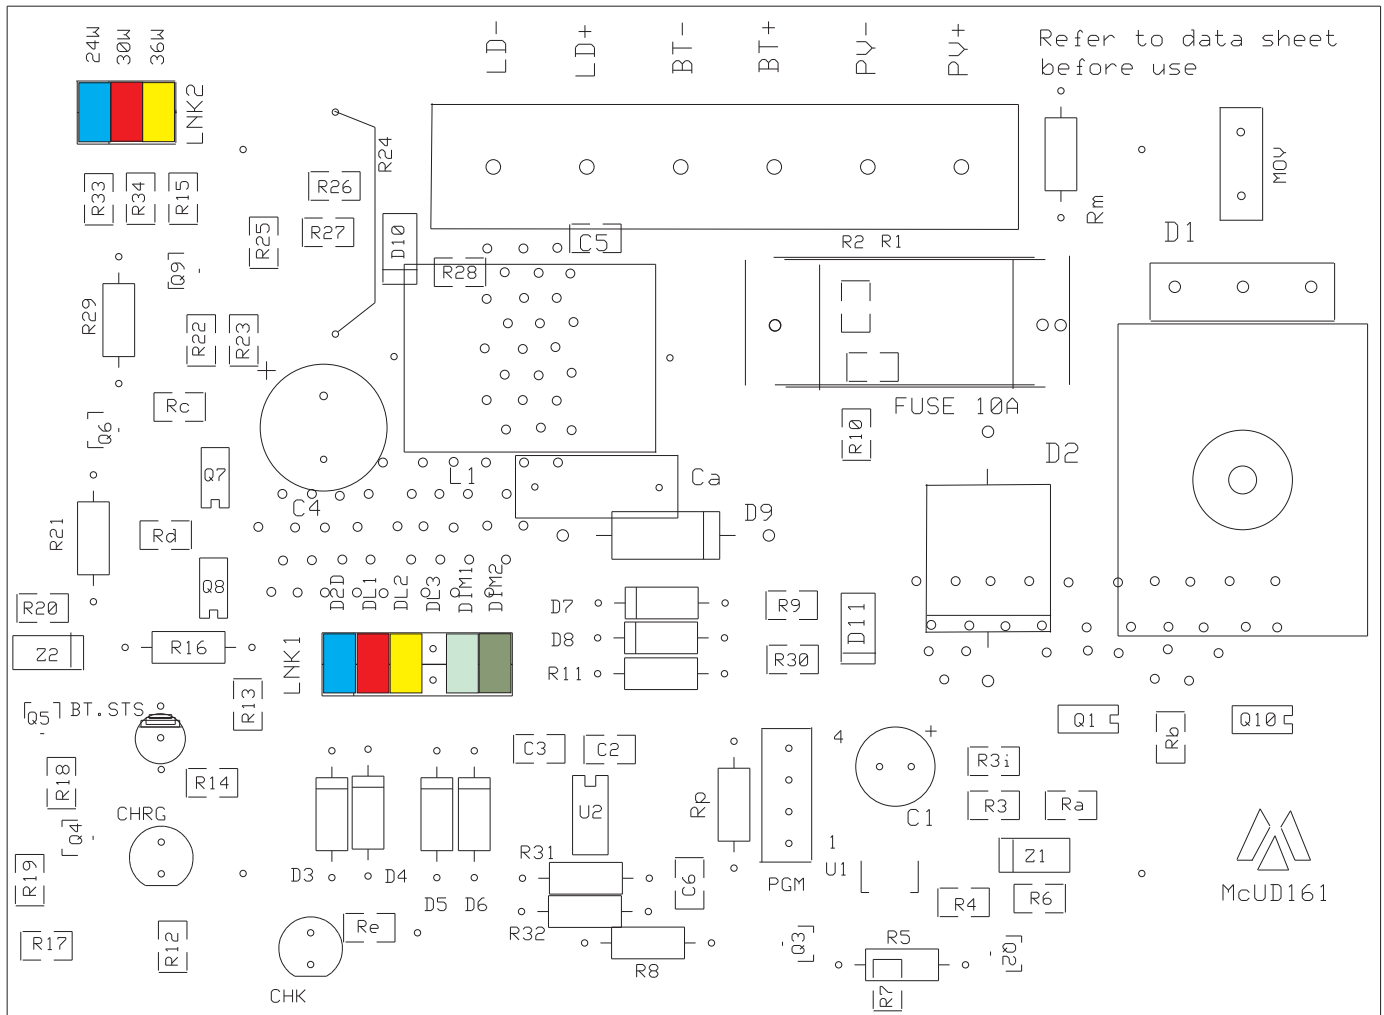 24W
30W
36W
LNK2
LD-
LD+
BT-
BT+
PV-
PV+
Refer to data sheet
before use
R24
R26
Rm
MOV
R33
R34
R15
R25
R27
D10
C5
R2 R1
D1
Q9
R28
R29
R22
R23
Rc
FUSE 10A
Q6
R10
D2
Q7
L1
Ca
C4
R21
Rd
D9
Q8
D2D
DL1
DL2
DL3
DIM1
DIM2
R20
D7
R9
D11
Z2
R16
LNK1
D8
R30
R11
R13
Q5
BT.STS
Q1
Q10
Rb
C3
C2
4
R3i
R18
R14
Rp
CHRG
U2
C1
R3
Ra
Q4
R31
1
Z1
R19
D3
D4
C6
PGM
U1
McUD161
D5
D6
R4
R6
R17
R12
Re
R32
R8
Q3
R5
Q2
CHK
R7